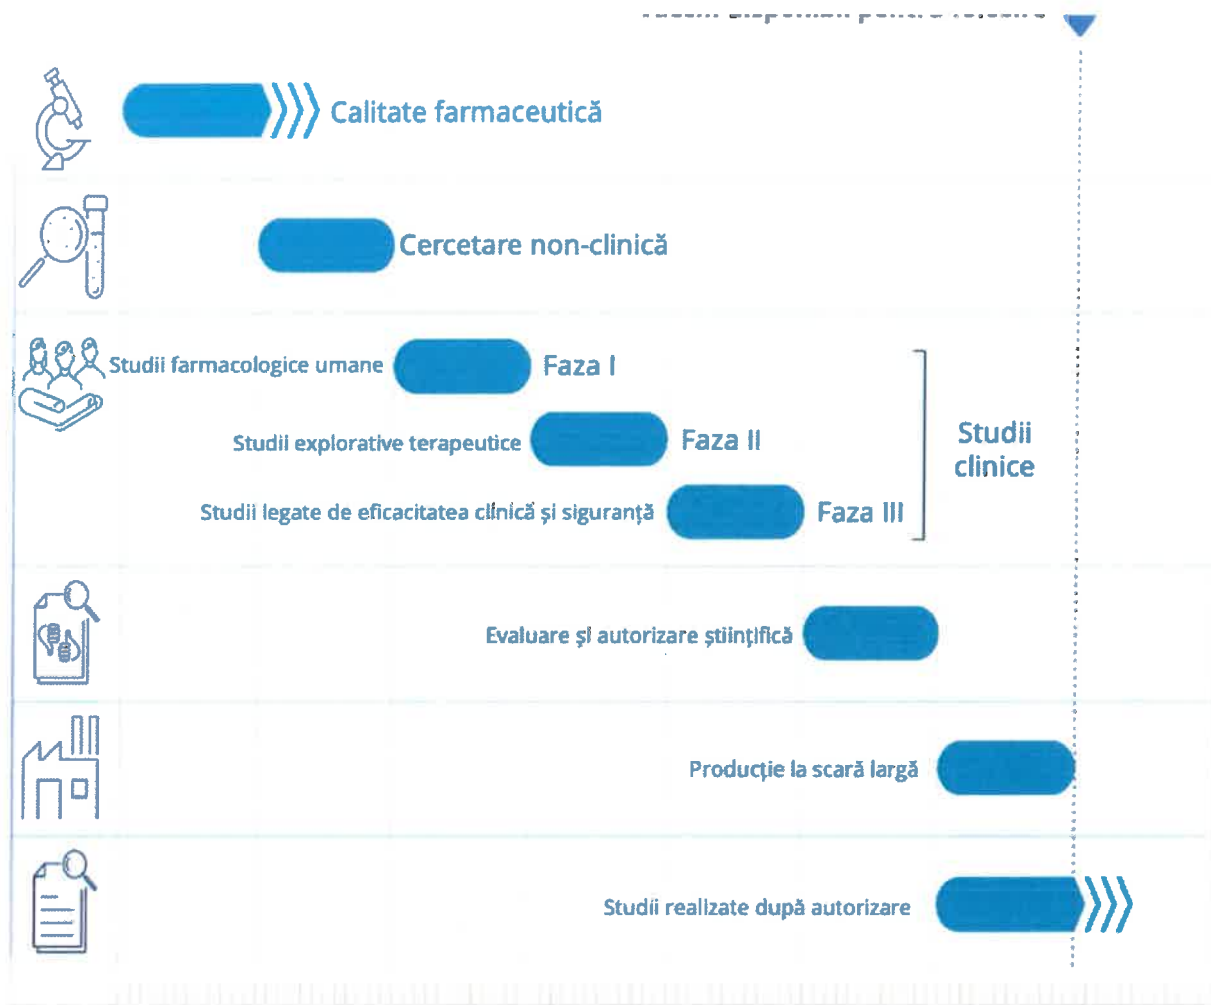 Calitate farmaceutică
Cercetare non-clinică
Studii farmacologice umane
Faza I
Studii explorative terapeutice
Faza II
Studii legate de eficacitatea clinică și siguranță
Faza III
Studii
clinice
Evaluare și autorizare științifică
Producție la scară largă
Studii realizate după autorizare